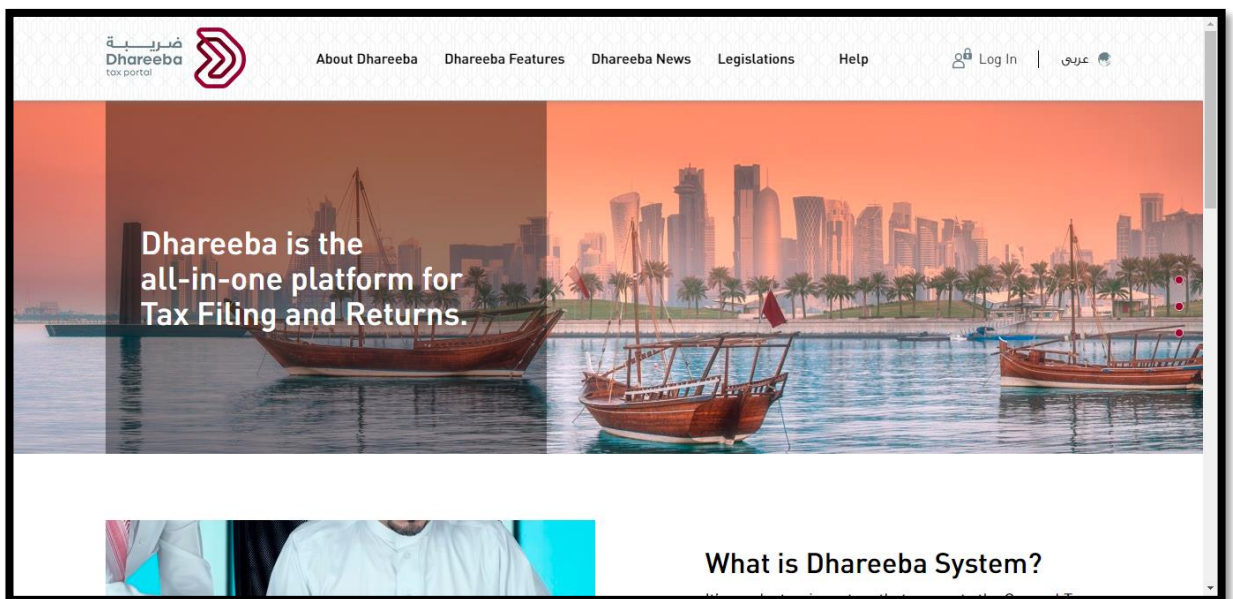 ضريبة
Dhareeba
tax portal
About Dhareeba
Dhareeba Features
Dhareeba News
Legislations
Help
Log In
عربي
Dhareeba is the
all-in-one platform for
Tax Filing and Returns.
What is Dhareeba System?